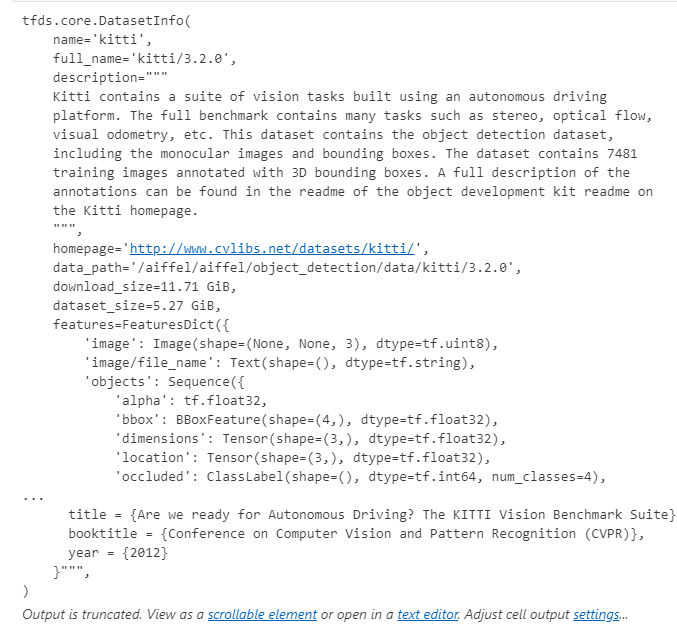 tfds.core.DatasetInfo(
    name='kitti',
    full_name='kitti/3.2.0',
    description="""
    Kitti contains a suite of vision tasks built using an autonomous driving
    platform. The full benchmark contains many tasks such as stereo, optical flow,
    visual odometry, etc. This dataset contains the object detection dataset,
    including the monocular images and bounding boxes. The dataset contains 7481
    training images annotated with 3D bounding boxes. A full description of the
    annotations can be found in the readme of the object development kit readme on
    the Kitti homepage.
    """,
    homepage='http://www.cvlibs.net/datasets/kitti/',
    data_path='/aiffel/aiffel/object_detection/data/kitti/3.2.0',
    download_size=11.71 GiB,
    dataset_size=5.27 GiB,
    features=FeaturesDict({
        'image': Image(shape=(None, None, 3), dtype=tf.uint8),
        'image/file_name': Text(shape=(), dtype=tf.string),
        'objects': Sequence({
            'alpha': tf.float32,
            'bbox': BBoxFeature(shape=(4,), dtype=tf.float32),
            'dimensions': Tensor(shape=(3,), dtype=tf.float32),
            'location': Tensor(shape=(3,), dtype=tf.float32),
            'occluded': ClassLabel(shape=(), dtype=tf.int64, num_classes=4),
...
      title = {Are we ready for Autonomous Driving? The KITTI Vision Benchmark Suite}
      booktitle = {Conference on Computer Vision and Pattern Recognition (CVPR)},
      year = {2012}
    }""",
)
Output is truncated. View as a scrollable element or open in a text editor. Adjust cell output settings...